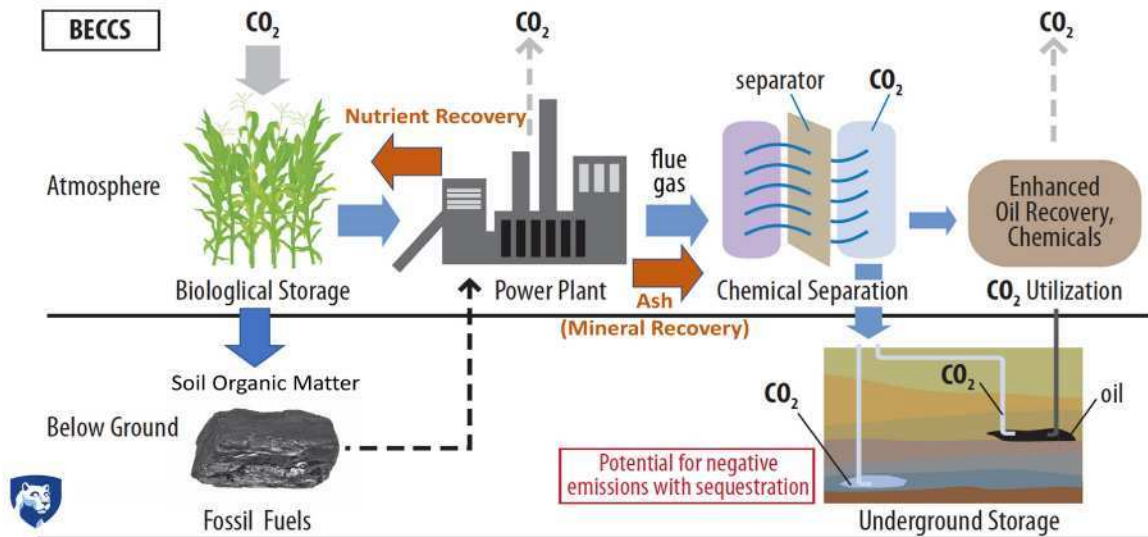 BECCS
CO2
CO2
CO2
separator
CO2
Nutrient Recovery
flue
gas
Atmosphere
Enhanced
Oil Recovery,
Chemicals
Biologlical Storage
Power Plant
Chemical Separation
CO2 Utilization
Ash
(Mineral Recovery)
Soil Organic Matter
CO2
CO2
oil
Below Ground
Potential for negative
emissions with sequestration
Fossil Fuels
Underground Storage